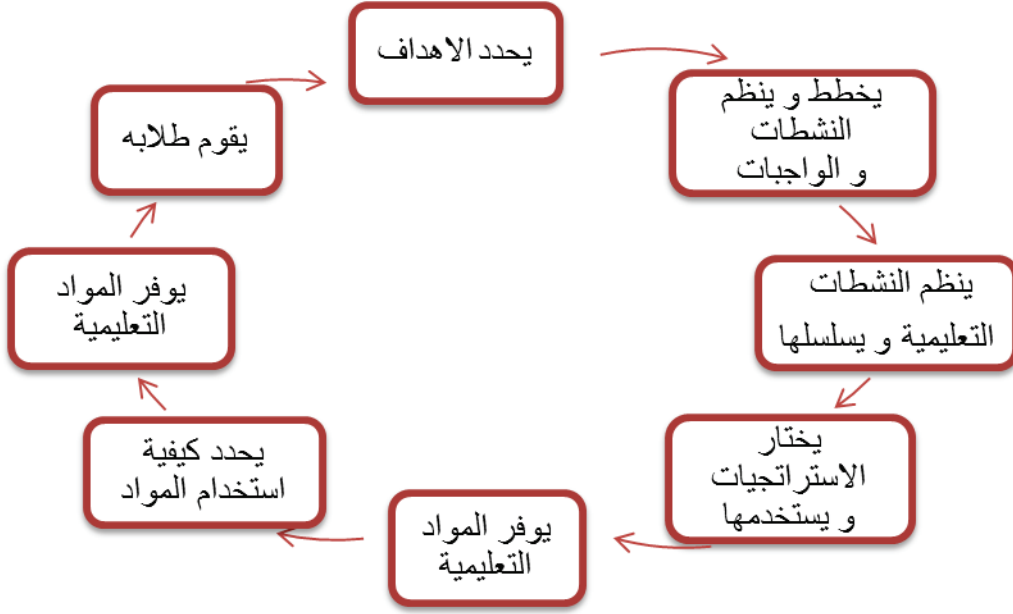 يحدد الاهداف
يخطط و ينظم
النشطات
و الواجبات
ينظم النشطات
التعليمية و يسلسلها
يختار
الاستراتجيات
و يستخدمها
يوفر المواد
التعليمية
يحدد كيفية
استخدام المواد
يوفر المواد
التعليمية
يقوم طلابه